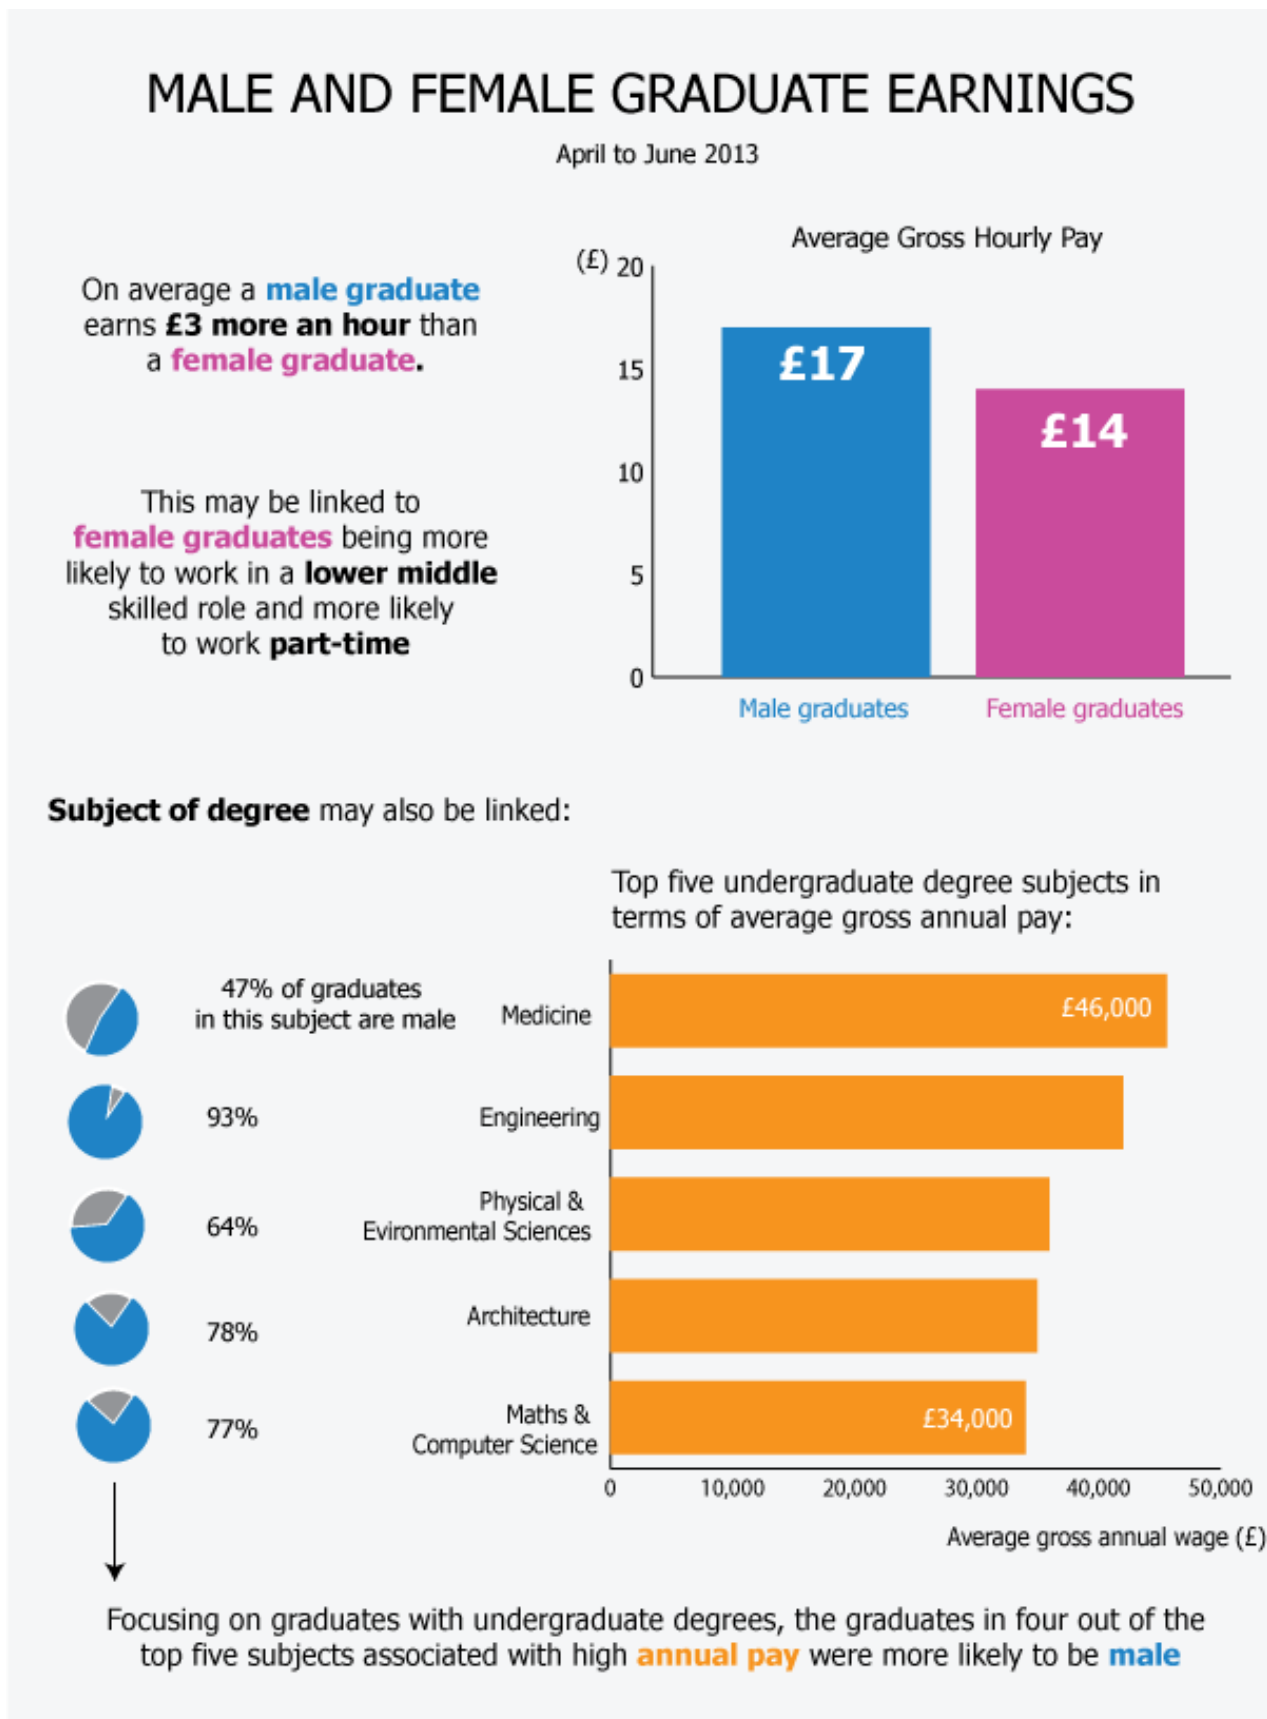 MALE AND FEMALE GRADUATE EARNINGS
April to June 2013
On average a male graduate
earns £3 more an hour than
a female graduate.
This may be linked to
female graduates being more
likely to work in a lower middle
skilled role and more likely
to work part-time
Average Gross Hourly Pay
(£) 20
15
10
5
0
£17
£14
Male graduates
Female graduates
Subject of degree may also be linked:
Top five undergraduate degree subjects in
terms of average gross annual pay:
47% of graduates
in this subject are male
Medicine
£46,000
93%
Engineering
64%
Physical &
Evironmental Sciences
78%
Architecture
77%
Maths &
Computer Science
£34,000
0 10,000 20,000 30,000 40,000 50,000
Average gross annual wage (£)
Focusing on graduates with undergraduate degrees, the graduates in four out of the
top five subjects associated with high annual pay were more likely to be male